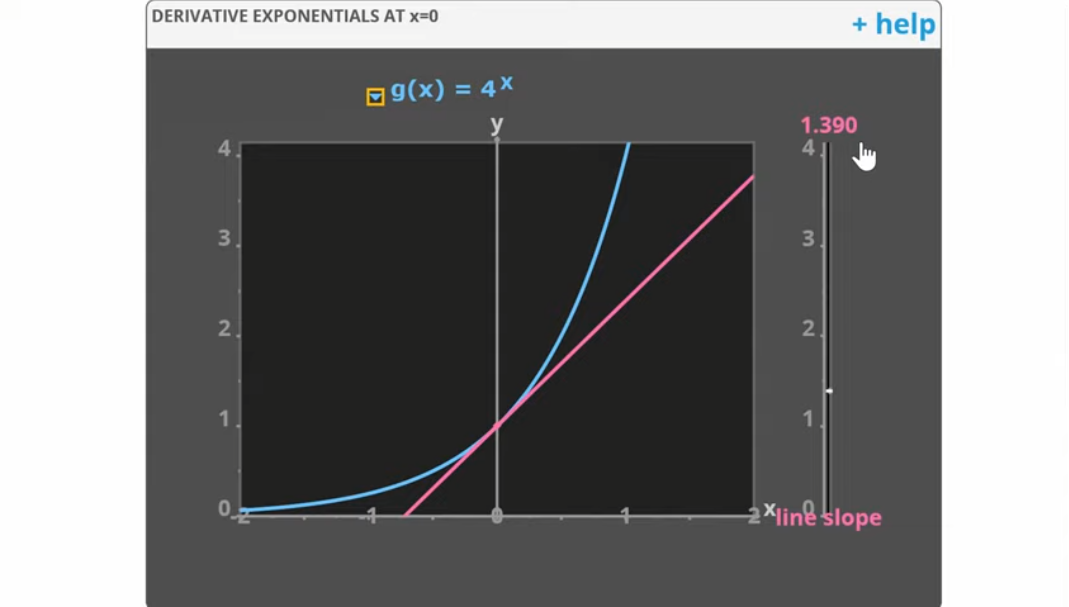 DERIVATIVE EXPONENTIALS AT x=0
+ help
g(x) = 4^x
y
1.390
4
4
3
3
2
2
1
1
0
0
-2
-1
0
1
2
x
line slope